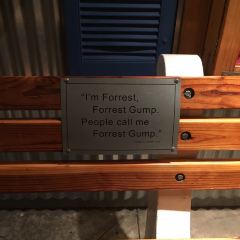 "I'm Forrest,
Forrest Gump.
People call me
Forrest Gump."